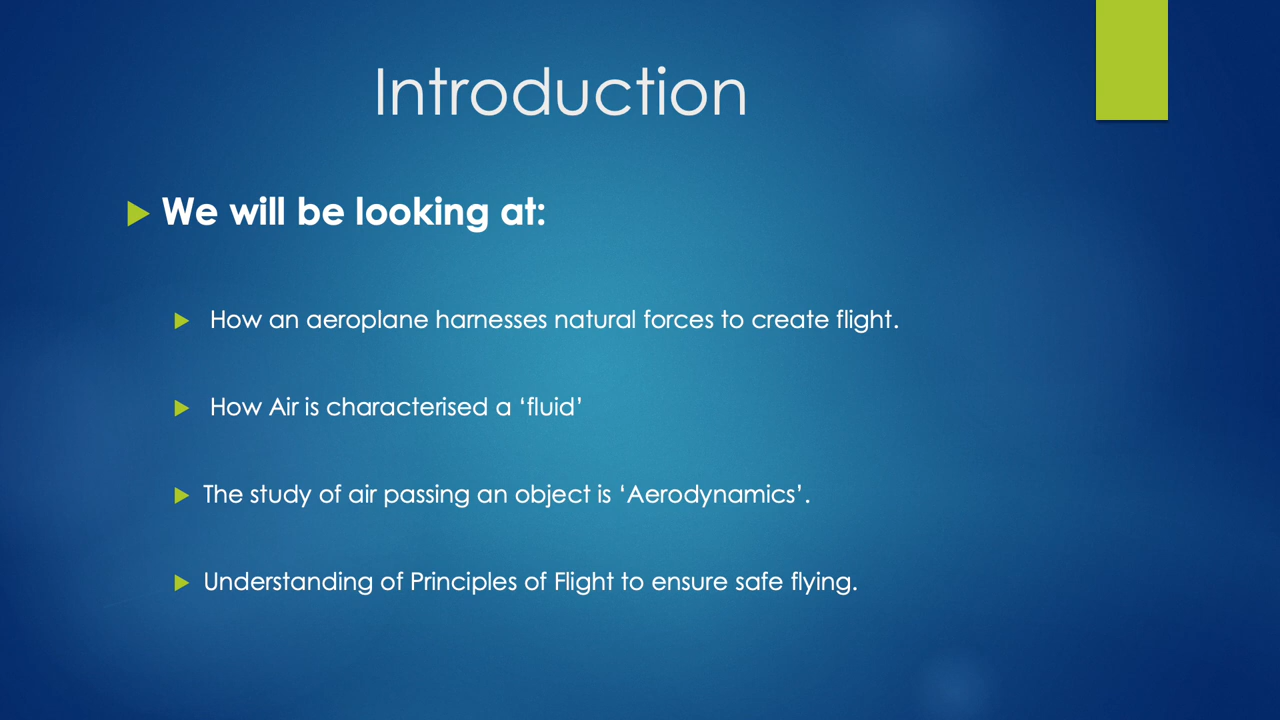 Introduction
We will be looking at:
How an aeroplane harnesses natural forces to create flight.
How Air is characterised a ‘fluid’
The study of air passing an object is ‘Aerodynamics’.
Understanding of Principles of Flight to ensure safe flying.